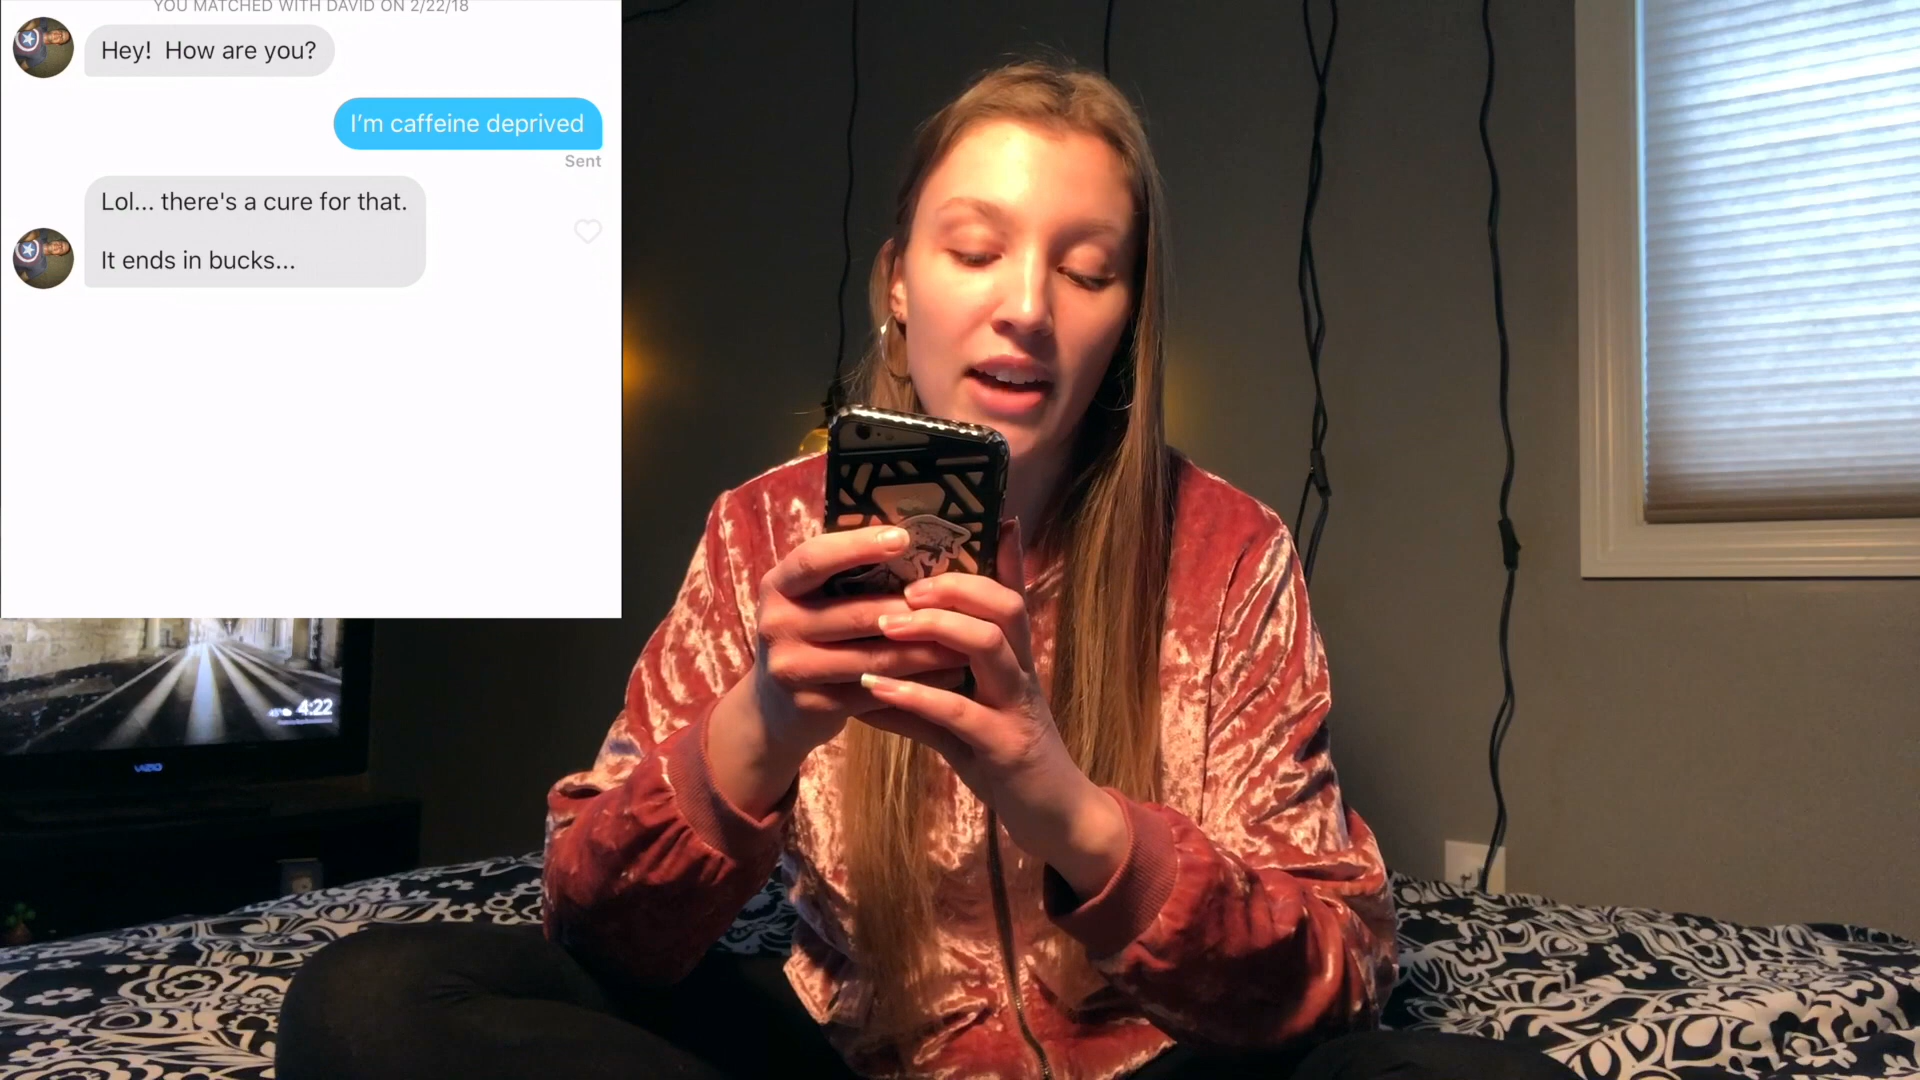 YOU MATCHED WITH DAVID ON 2/22/18
Hey!  How are you?
I'm caffeine deprived
Sent
Lol... there's a cure for that.
It ends in bucks...
4:22
VIZIO